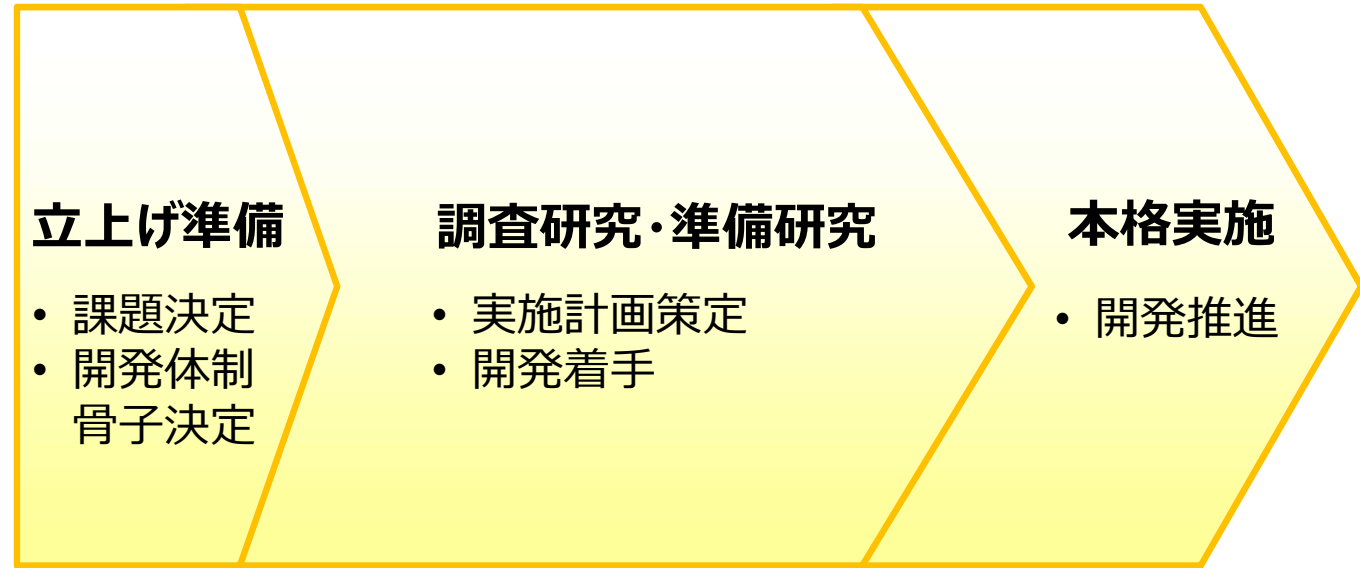 立上げ準備
• 課題決定
• 開発体制
骨子決定
調査研究・準備研究
• 実施計画策定
• 開発着手
本格実施
• 開発推進